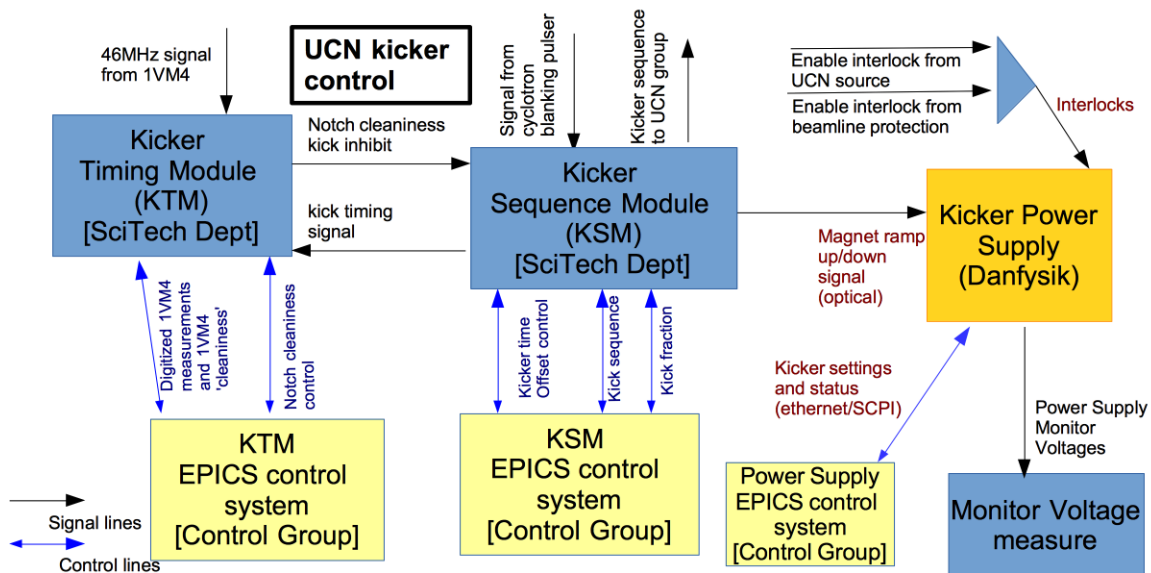 46MHz signal
from 1VM4
UCN kicker
control
Signal from
cyclotron
blanking pulser
Kicker sequence
to UCN group
Enable interlock from
UCN source
Enable interlock from
beamline protection
Interlocks
Kicker
Timing Module
(KTM)
[SciTech Dept]
Notch cleaniness
kick inhibit
kick timing
signal
Kicker
Sequence Module
(KSM)
[SciTech Dept]
Magnet ramp
up/down
signal
(optical)
Kicker Power
Supply
(Danfysik)
Digitized 1VM4
measurements
and 1VM4
'cleaniness'
Notch cleaniness
control
Kicker time
Offset control
Kick sequence
Kick fraction
Kicker settings
and status
(ethernet/SCPI)
Power Supply
Monitor
Voltages
KTM
EPICS control
system
[Control Group]
KSM
EPICS control
system
[Control Group]
Power Supply
EPICS control
system
[Control Group]
Monitor Voltage
measure
Signal lines
Control lines